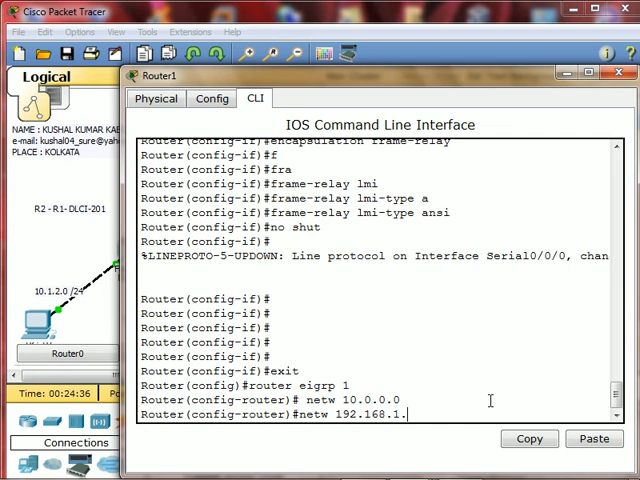 Cisco Packet Tracer
File Edit Options View Tools Extensions Help
Logical
NAME : KUSHAL KUMAR KAB
e-mail: kushal04_sure@yaho
PLACE : KOLKATA
R2 - R1- DLCI-201
10.1.2.0 /24
Router0
Time: 00:24:36
Connections
Router1
Physical Config CLI
IOS Command Line Interface
Router(config-if)#encapsulation frame-relay
Router(config-if)#f
Router(config-if)#fra
Router(config-if)#frame-relay lmi
Router(config-if)#frame-relay lmi-type a
Router(config-if)#frame-relay lmi-type ansi
Router(config-if)#no shut
Router(config-if)#
%LINEPROTO-5-UPDOWN: Line protocol on Interface Serial0/0/0, chan
Router(config-if)#
Router(config-if)#
Router(config-if)#
Router(config-if)#
Router(config-if)#
Router(config-if)#exit
Router(config)#router eigrp 1
Router(config-router)# netw 10.0.0.0
Router(config-router)#netw 192.168.1.
Copy Paste